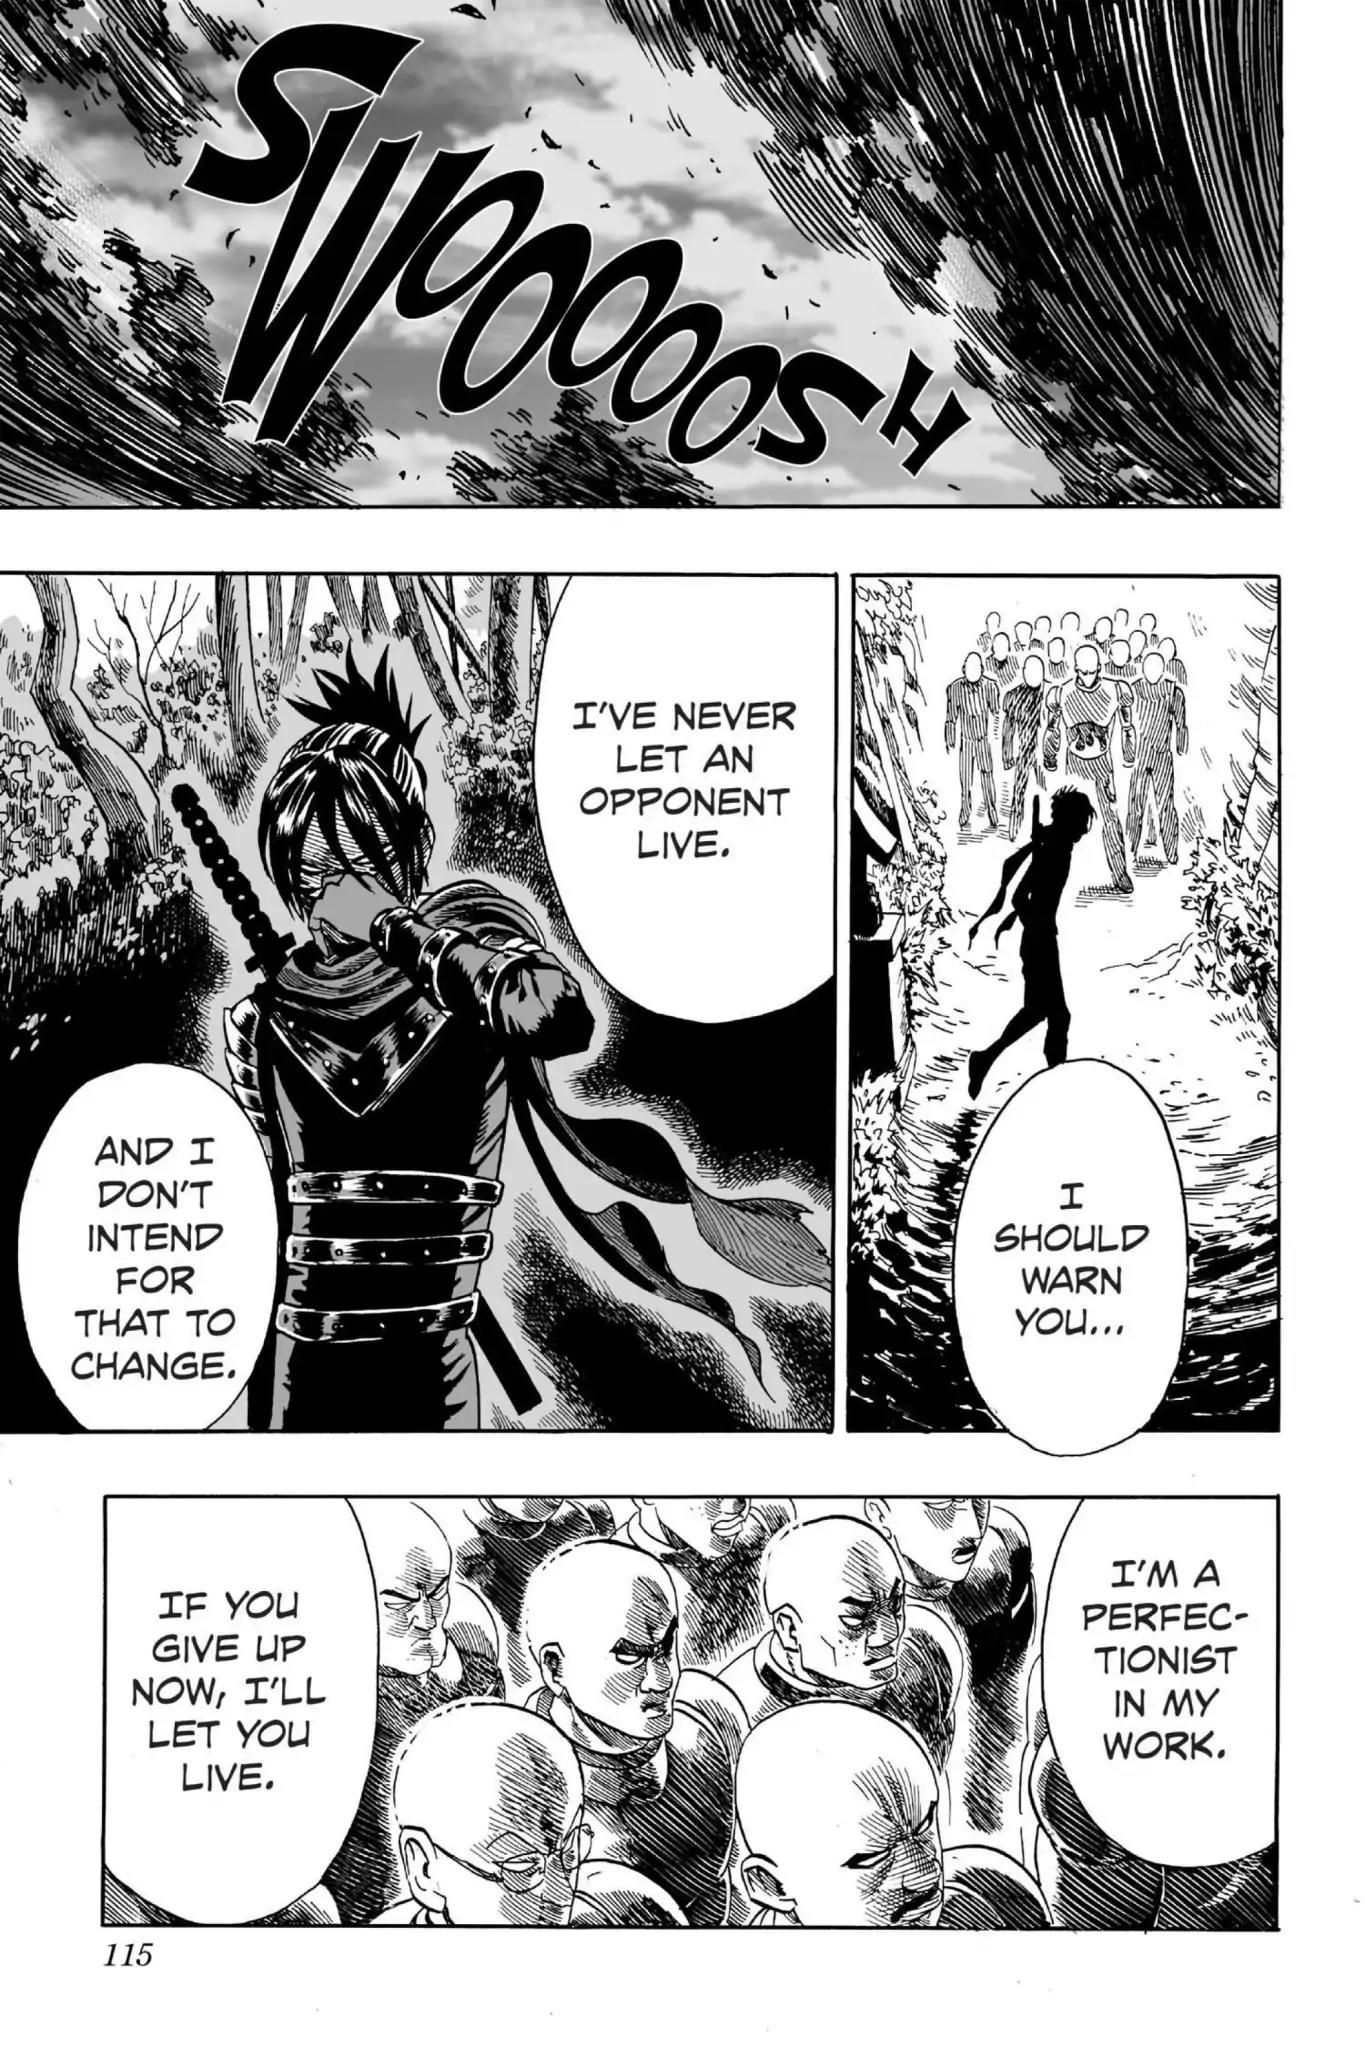 SWOOOOOSH
I
SHOULD
WARN
YOU...
I'VE NEVER
LET AN
OPPONENT
LIVE.
AND I
DON'T
INTEND
FOR
THAT TO
CHANGE.
I'M A
PERFEC-
TIONIST
IN MY
WORK.
IF YOU
GIVE UP
NOW, I'LL
LET YOU
LIVE.
115